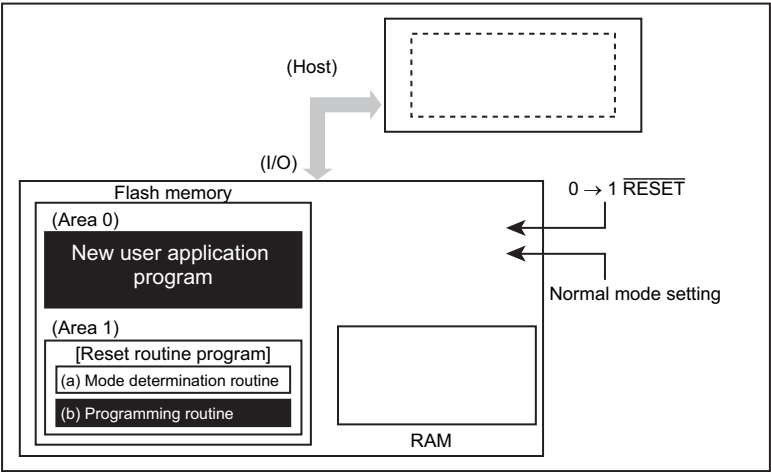 (Host)
(I/O)
Flash memory
0 → 1 R̅E̅S̅E̅T̅
(Area 0)
New user application
program
Normal mode setting
(Area 1)
[Reset routine program]
(a) Mode determination routine
(b) Programming routine
RAM